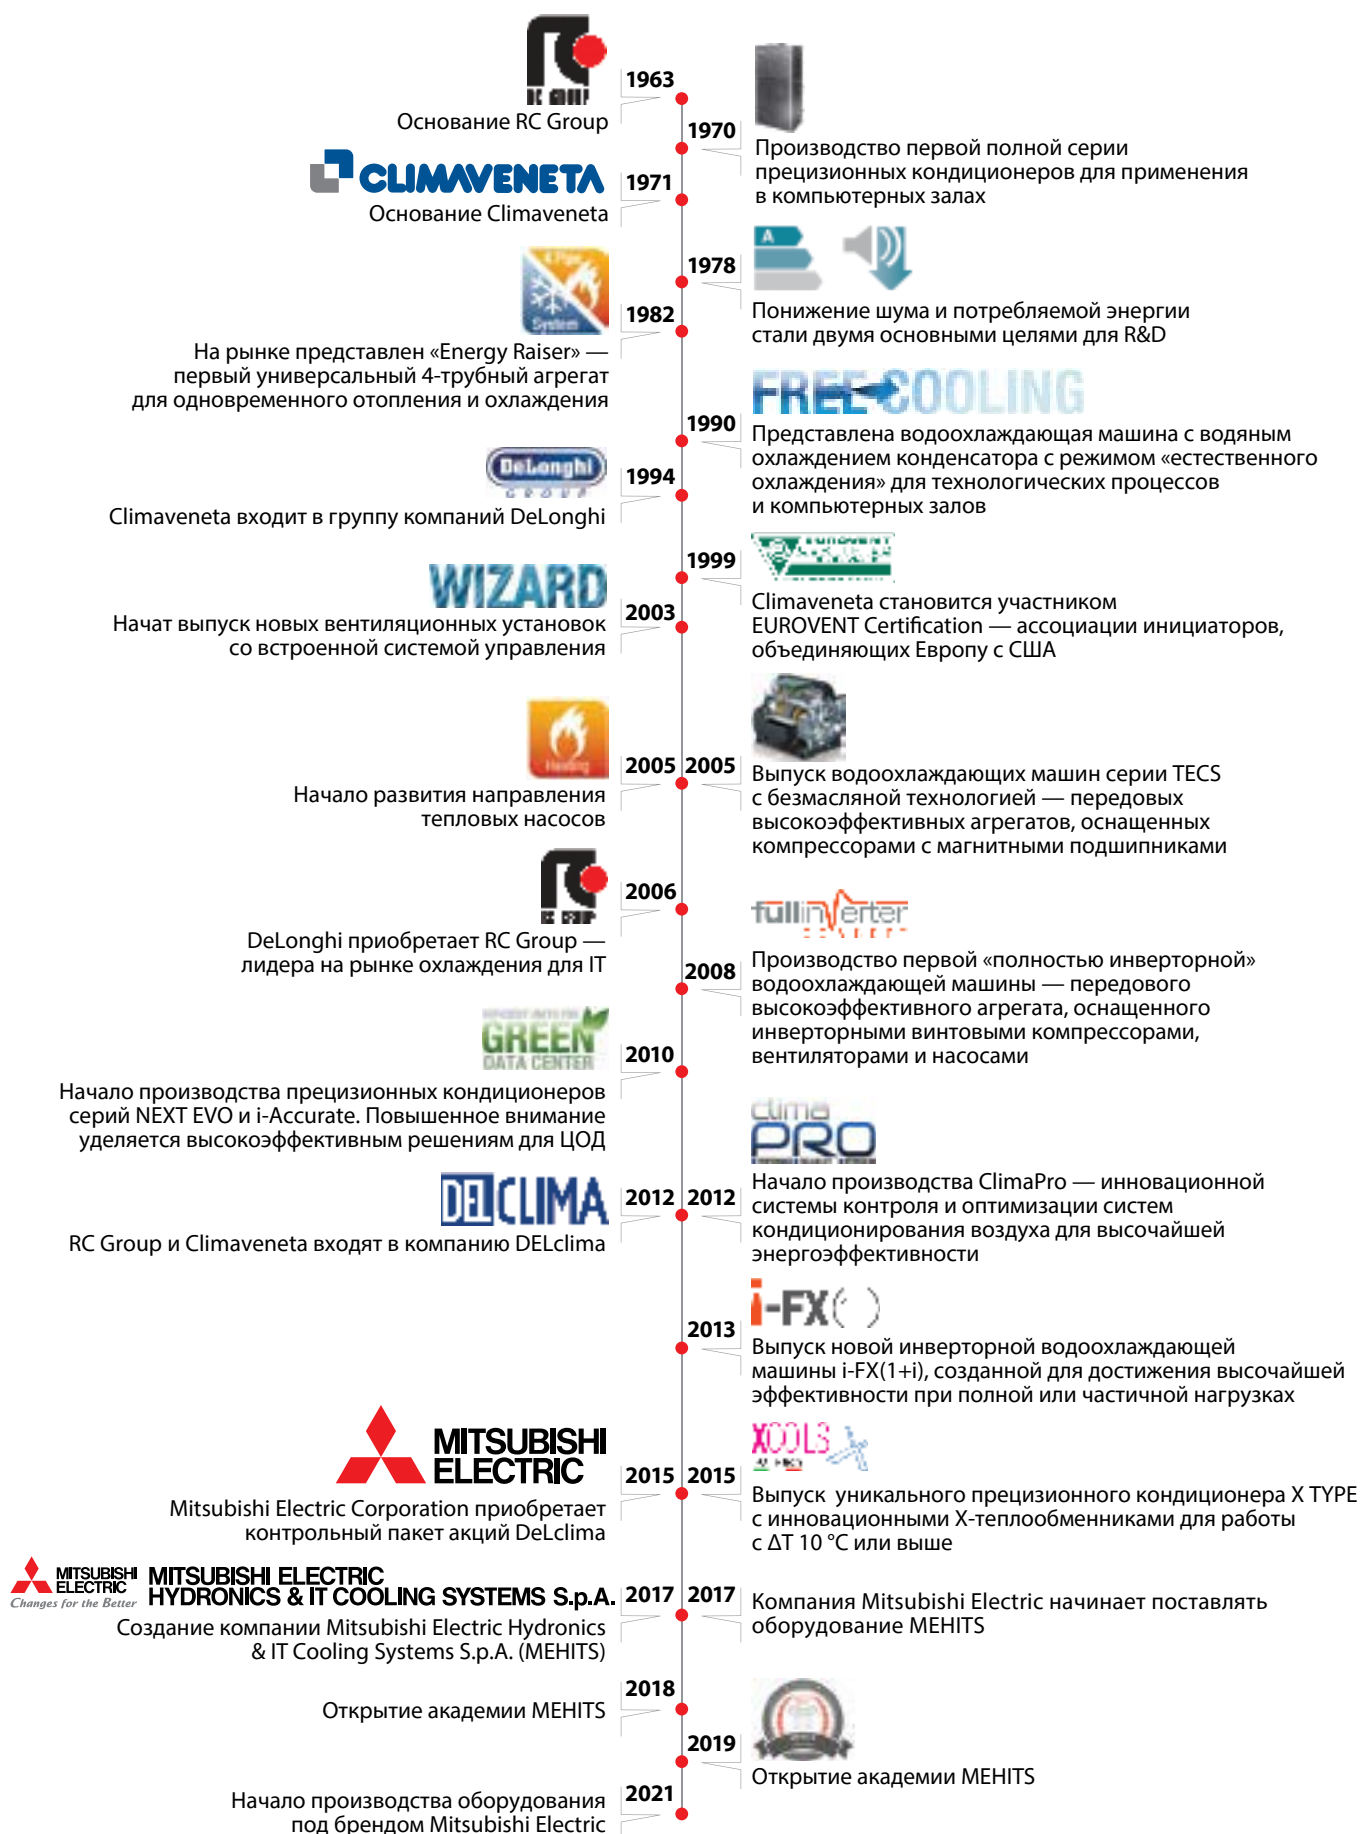 RC GROUP
1963
Основание RC Group
1970
Производство первой полной серии
прецизионных кондиционеров для применения
в компьютерных залах
CLIMAVENETA
1971
Основание Climaveneta
A
1978
Понижение шума и потребляемой энергии
стали двумя основными целями для R&D
4 Pipe
System
1982
На рынке представлен «Energy Raiser» —
первый универсальный 4-трубный агрегат
для одновременного отопления и охлаждения
FREE COOLING
1990
Представлена водоохлаждающая машина с водяным
охлаждением конденсатора с режимом «естественного
охлаждения» для технологических процессов
и компьютерных залов
DeLonghi
GROUP
1994
Climaveneta входит в группу компаний DeLonghi
EUROVENT
1999
Climaveneta становится участником
EUROVENT Certification — ассоциации инициаторов,
объединяющих Европу с США
WIZARD
2003
Начат выпуск новых вентиляционных установок
со встроенной системой управления
Heating
2005
Начало развития направления
тепловых насосов
2005
Выпуск водоохлаждающих машин серии TECS
с безмасляной технологией — передовых
высокоэффективных агрегатов, оснащенных
компрессорами с магнитными подшипниками
RC GROUP
2006
DeLonghi приобретает RC Group —
лидера на рынке охлаждения для IT
fullinverter
2008
Производство первой «полностью инверторной»
водоохлаждающей машины — передового
высокоэффективного агрегата, оснащенного
инверторными винтовыми компрессорами,
вентиляторами и насосами
GREEN
DATA CENTER
2010
Начало производства прецизионных кондиционеров
серий NEXT EVO и i-Accurate. Повышенное внимание
уделяется высокоэффективным решениям для ЦОД
clima
PRO
DELCLIMA
2012
RC Group и Climaveneta входят в компанию DELclima
2012
Начало производства ClimaPro — инновационной
системы контроля и оптимизации систем
кондиционирования воздуха для высочайшей
энергоэффективности
i-FX( )
2013
Выпуск новой инверторной водоохлаждающей
машины i-FX(1+i), созданной для достижения высочайшей
эффективности при полной или частичной нагрузках
MITSUBISHI
ELECTRIC
2015
Mitsubishi Electric Corporation приобретает
контрольный пакет акций DeLclima
XCOOLS
2015
Выпуск уникального прецизионного кондиционера X TYPE
с инновационными X-теплообменниками для работы
с ΔT 10 °C или выше
MITSUBISHI
ELECTRIC
Changes for the Better
MITSUBISHI ELECTRIC
HYDRONICS & IT COOLING SYSTEMS S.p.A.
2017
Создание компании Mitsubishi Electric Hydronics
& IT Cooling Systems S.p.A. (MEHITS)
2017
Компания Mitsubishi Electric начинает поставлять
оборудование MEHITS
2018
Открытие академии MEHITS
2019
Открытие академии MEHITS
2021
Начало производства оборудования
под брендом Mitsubishi Electric